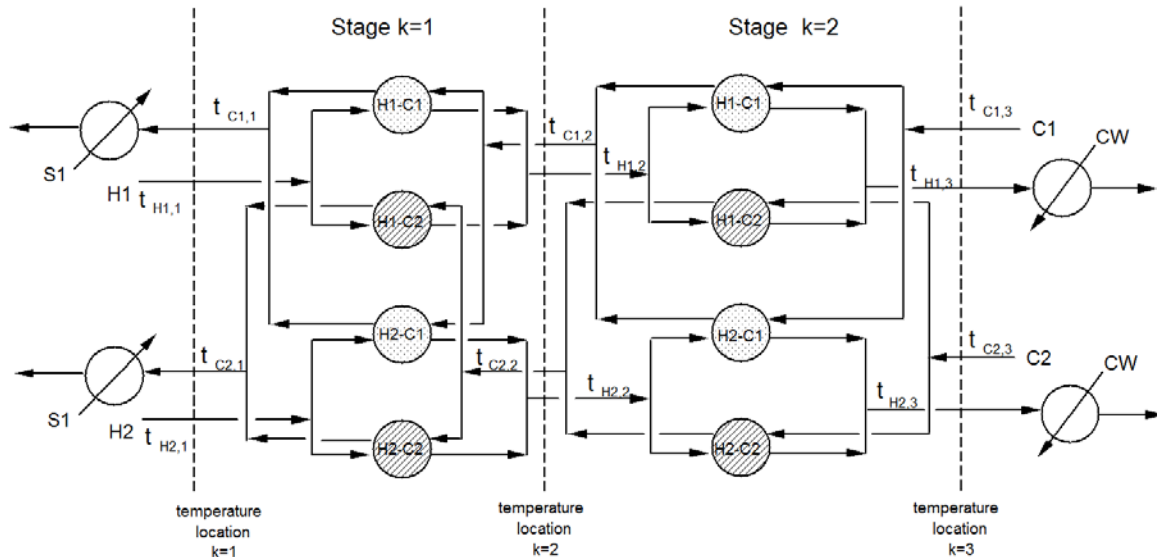 Stage k=1
Stage k=2
H1-C1
H1-C1
t C1,1
t C1,2
t C1,3
C1
CW
S1
H1
t H1,1
t H1,2
t H1,3
H1-C2
H1-C2
H2-C1
H2-C1
t C2,1
t C2,2
t C2,3
C2
CW
S1
H2
t H2,1
t H2,2
t H2,3
H2-C2
H2-C2
temperature
location
k=1
temperature
location
k=2
temperature
location
k=3